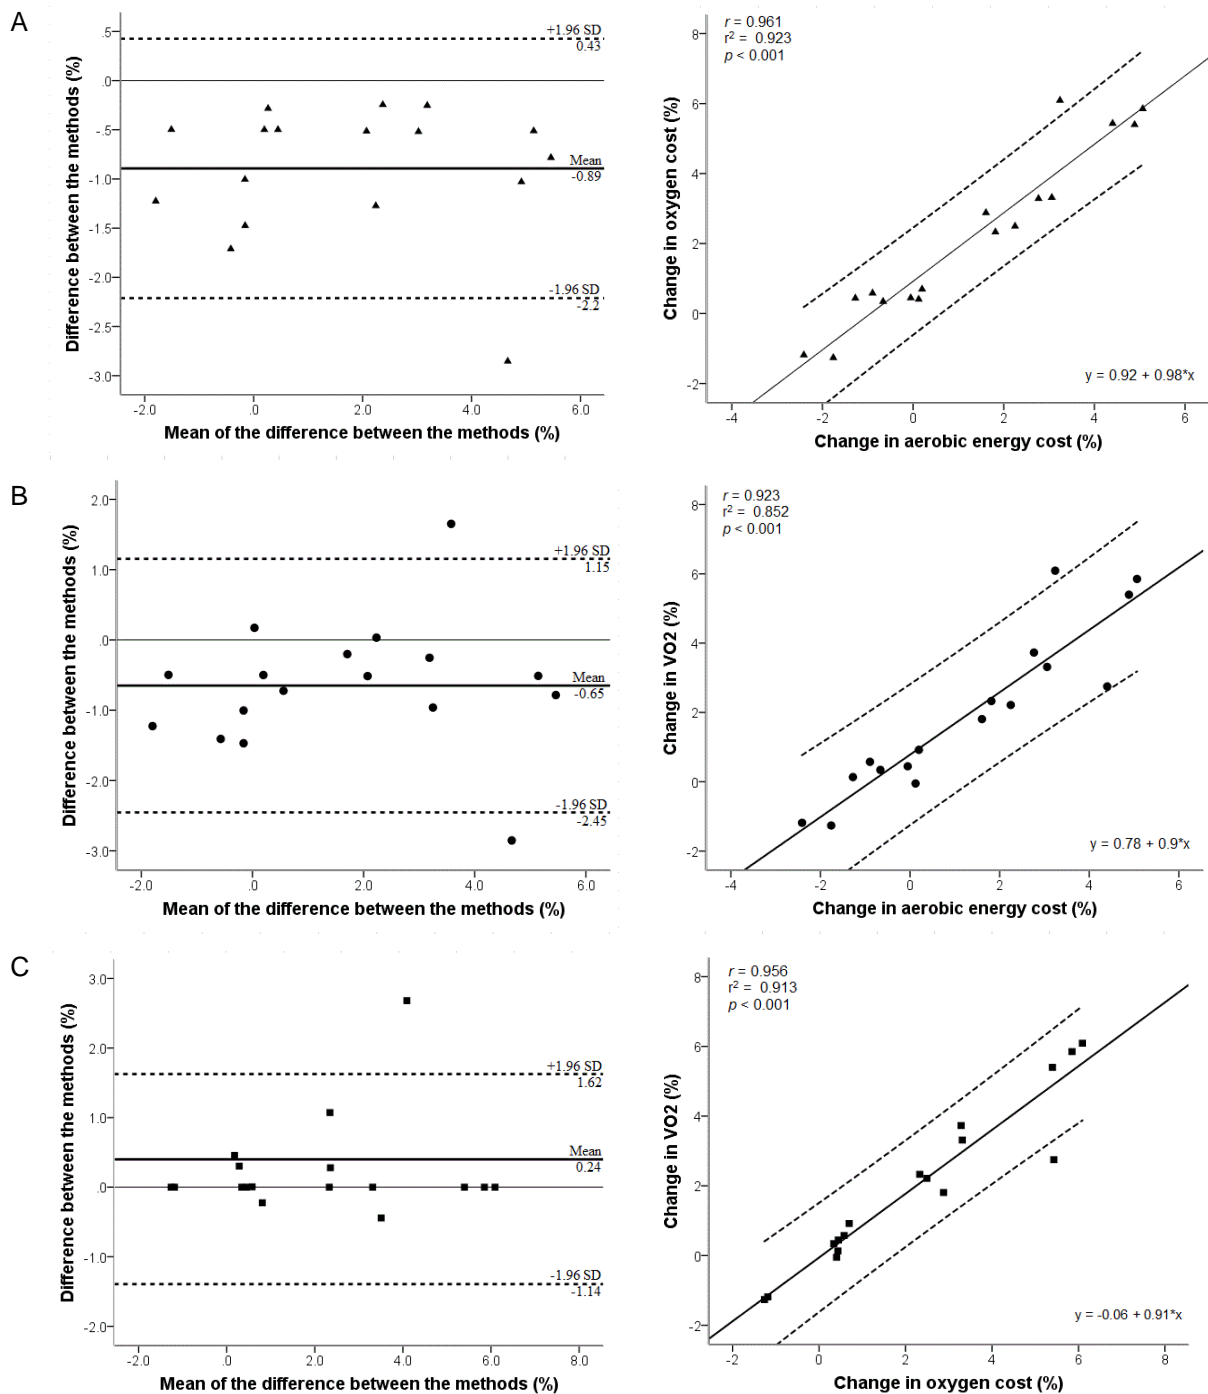 A
Difference between the methods (%)
.5
.0
-.5
-1.0
-1.5
-2.0
-2.5
-3.0
+1.96 SD
0.43
Mean
-0.89
-1.96 SD
-2.2
-2.0
.0
2.0
4.0
6.0
Mean of the difference between the methods (%)
Change in oxygen cost (%)
8
6
4
2
0
-2
r = 0.961
r² = 0.923
p < 0.001
y = 0.92 + 0.98*x
-4
-2
0
2
4
6
Change in aerobic energy cost (%)
B
Difference between the methods (%)
2.0
1.0
.0
-1.0
-2.0
-3.0
+1.96 SD
1.15
Mean
-0.65
-1.96 SD
-2.45
-2.0
.0
2.0
4.0
6.0
Mean of the difference between the methods (%)
Change in VO2 (%)
8
6
4
2
0
-2
r = 0.923
r² = 0.852
p < 0.001
y = 0.78 + 0.9*x
-4
-2
0
2
4
6
Change in aerobic energy cost (%)
C
Difference between the methods (%)
3.0
2.0
1.0
.0
-1.0
-2.0
+1.96 SD
1.62
Mean
0.24
-1.96 SD
-1.14
-2.0
.0
2.0
4.0
6.0
8.0
Mean of the difference between the methods (%)
Change in VO2 (%)
8
6
4
2
0
-2
r = 0.956
r² = 0.913
p < 0.001
y = -0.06 + 0.91*x
-2
0
2
4
6
8
Change in oxygen cost (%)